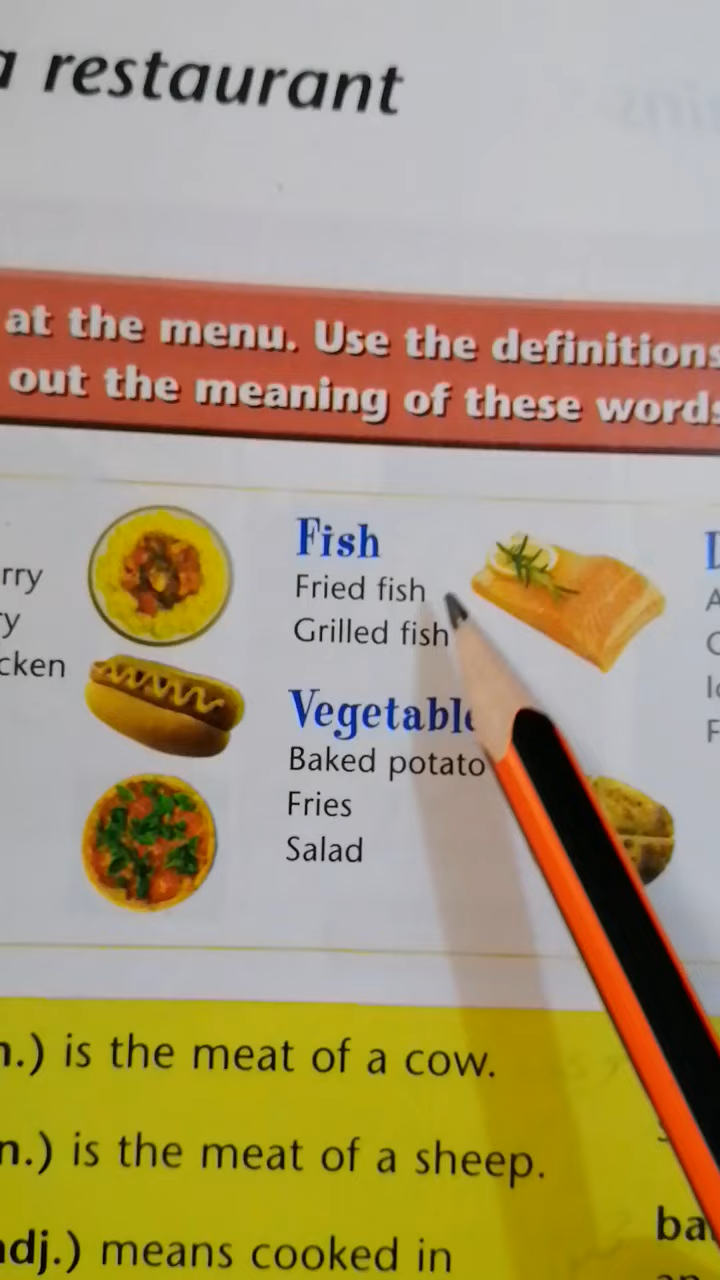 a restaurant
at the menu. Use the definitions
out the meaning of these words
rry
y
cken
Fish
Fried fish
Grilled fish
Vegetabl
Baked potato
Fries
Salad
n.) is the meat of a cow.
n.) is the meat of a sheep.
adj.) means cooked in
ba